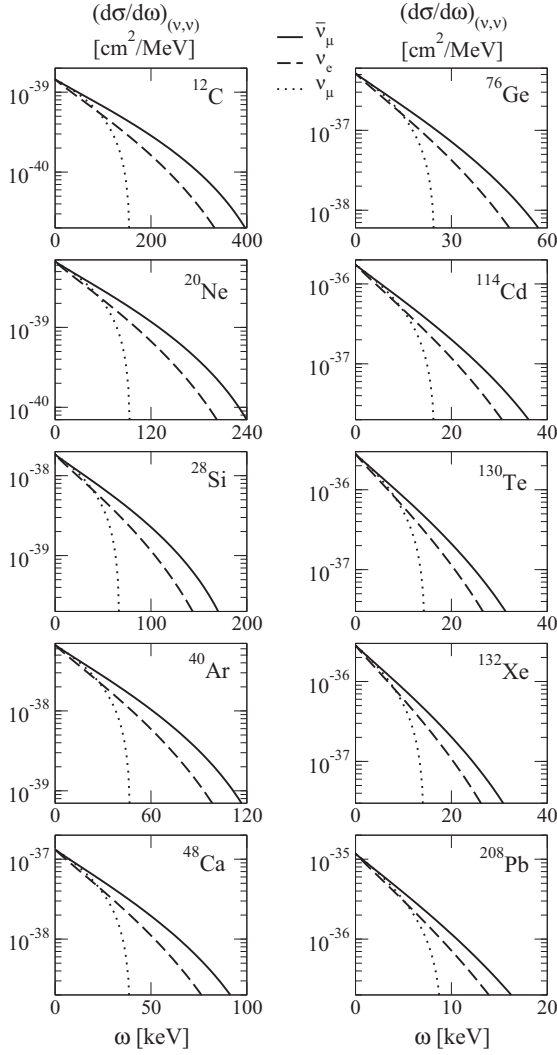 (dσ/dω)(ν,ν)
[cm²/MeV]
ν̄μ
νe
νμ
(dσ/dω)(ν,ν)
[cm²/MeV]
¹²C
10⁻³⁹
10⁻⁴⁰
0 200 400
⁷⁶Ge
10⁻³⁷
10⁻³⁸
0 30 60
²⁰Ne
10⁻³⁹
10⁻⁴⁰
0 120 240
¹¹⁴Cd
10⁻³⁶
10⁻³⁷
0 20 40
²⁸Si
10⁻³⁸
10⁻³⁹
0 100 200
¹³⁰Te
10⁻³⁶
10⁻³⁷
0 20 40
⁴⁰Ar
10⁻³⁸
10⁻³⁹
0 60 120
¹³²Xe
10⁻³⁶
10⁻³⁷
0 20 40
⁴⁸Ca
10⁻³⁷
10⁻³⁸
0 50 100
ω [keV]
²⁰⁸Pb
10⁻³⁵
10⁻³⁶
0 10 20
ω [keV]